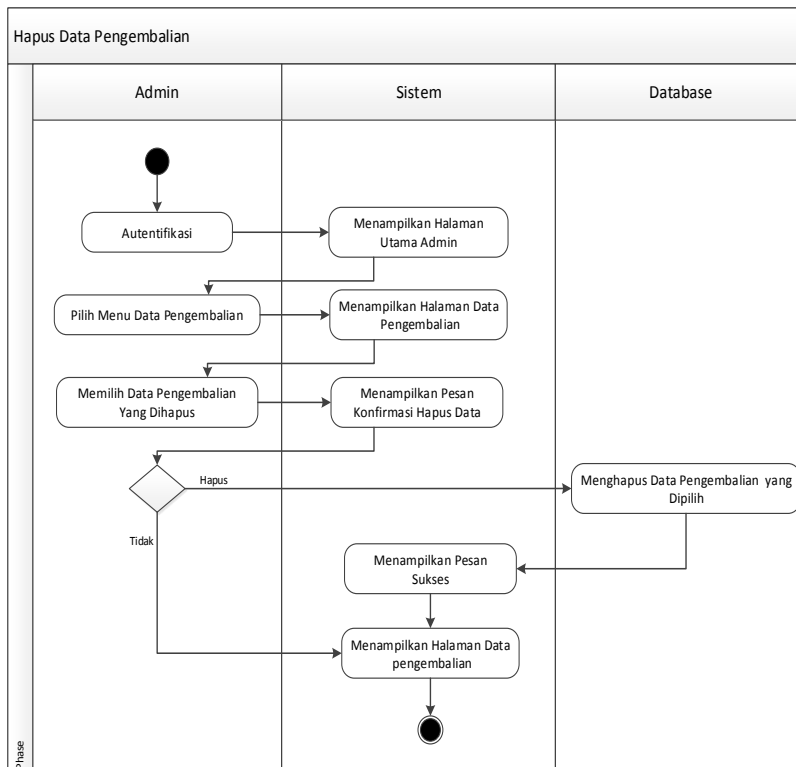 Hapus Data Pengembalian
Admin
Sistem
Database
Autentifikasi
Menampilkan Halaman
Utama Admin
Pilih Menu Data Pengembalian
Menampilkan Halaman Data
Pengembalian
Memilih Data Pengembalian
Yang Dihapus
Menampilkan Pesan
Konfirmasi Hapus Data
Hapus
Menghapus Data Pengembalian yang
Dipilih
Tidak
Menampilkan Pesan
Sukses
Menampilkan Halaman Data
pengembalian
Phase